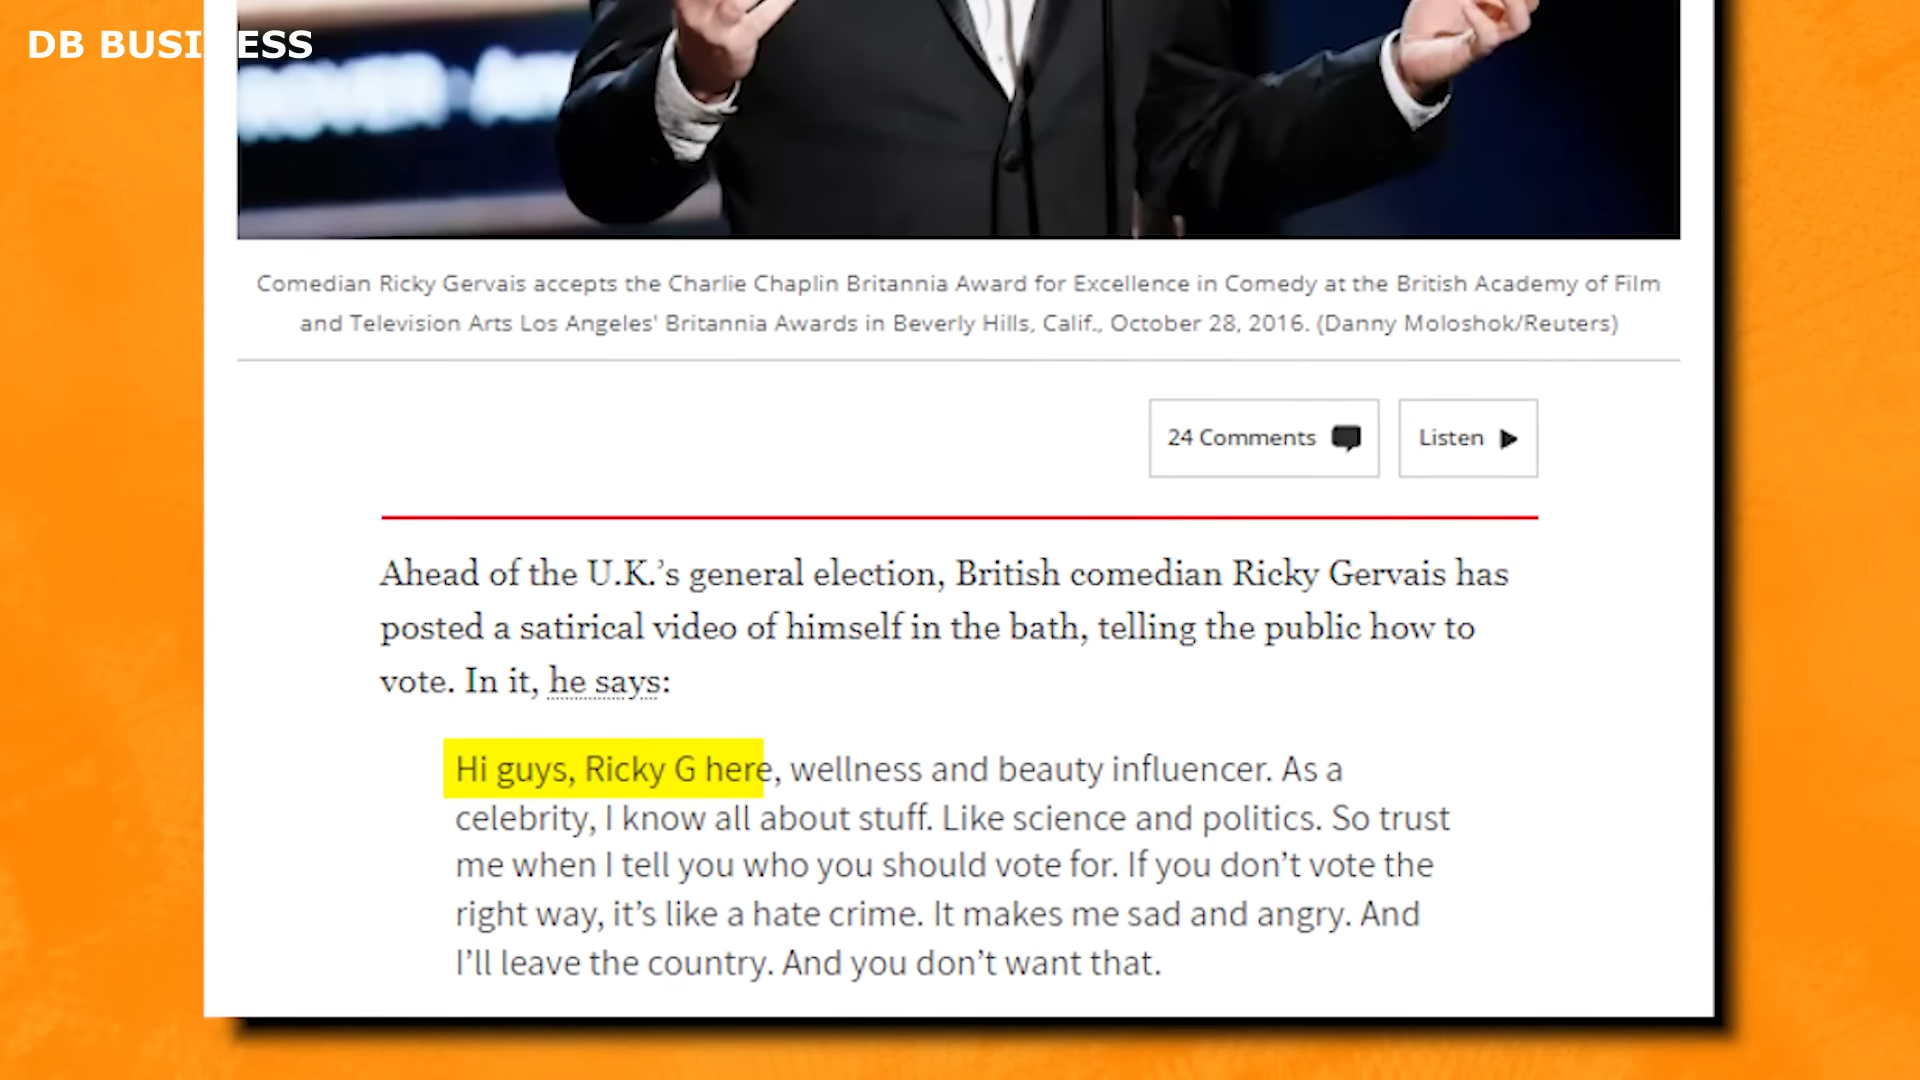 DB BUSINESS
Comedian Ricky Gervais accepts the Charlie Chaplin Britannia Award for Excellence in Comedy at the British Academy of Film
and Television Arts Los Angeles' Britannia Awards in Beverly Hills, Calif., October 28, 2016. (Danny Moloshok/Reuters)
24 Comments
Listen
Ahead of the U.K.’s general election, British comedian Ricky Gervais has
posted a satirical video of himself in the bath, telling the public how to
vote. In it, he says:
Hi guys, Ricky G here, wellness and beauty influencer. As a
celebrity, I know all about stuff. Like science and politics. So trust
me when I tell you who you should vote for. If you don’t vote the
right way, it’s like a hate crime. It makes me sad and angry. And
I’ll leave the country. And you don’t want that.